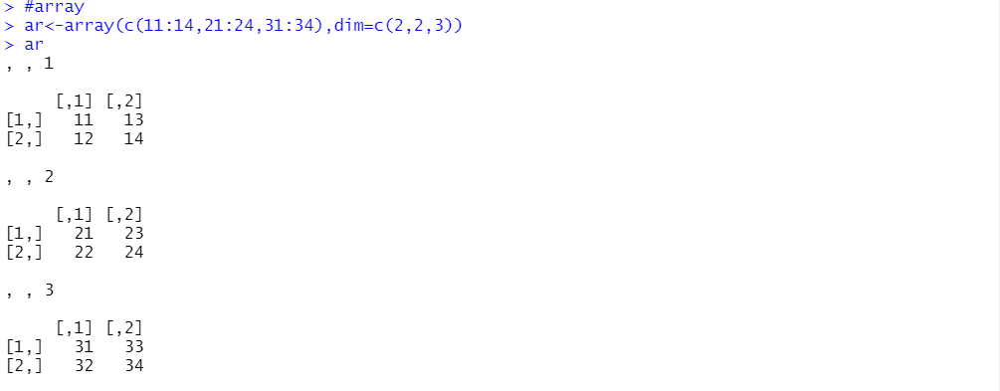 > #array
> ar<-array(c(11:14,21:24,31:34),dim=c(2,2,3))
> ar
, , 1
     [,1] [,2]
[1,]   11   13
[2,]   12   14
, , 2
     [,1] [,2]
[1,]   21   23
[2,]   22   24
, , 3
     [,1] [,2]
[1,]   31   33
[2,]   32   34